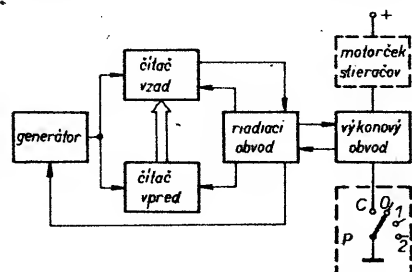 +
motorček
stieračov
čítač
vzad
generátor
riadiaci
obvod
výkonový
obvod
čítač
vpred
C
0
1
2
P